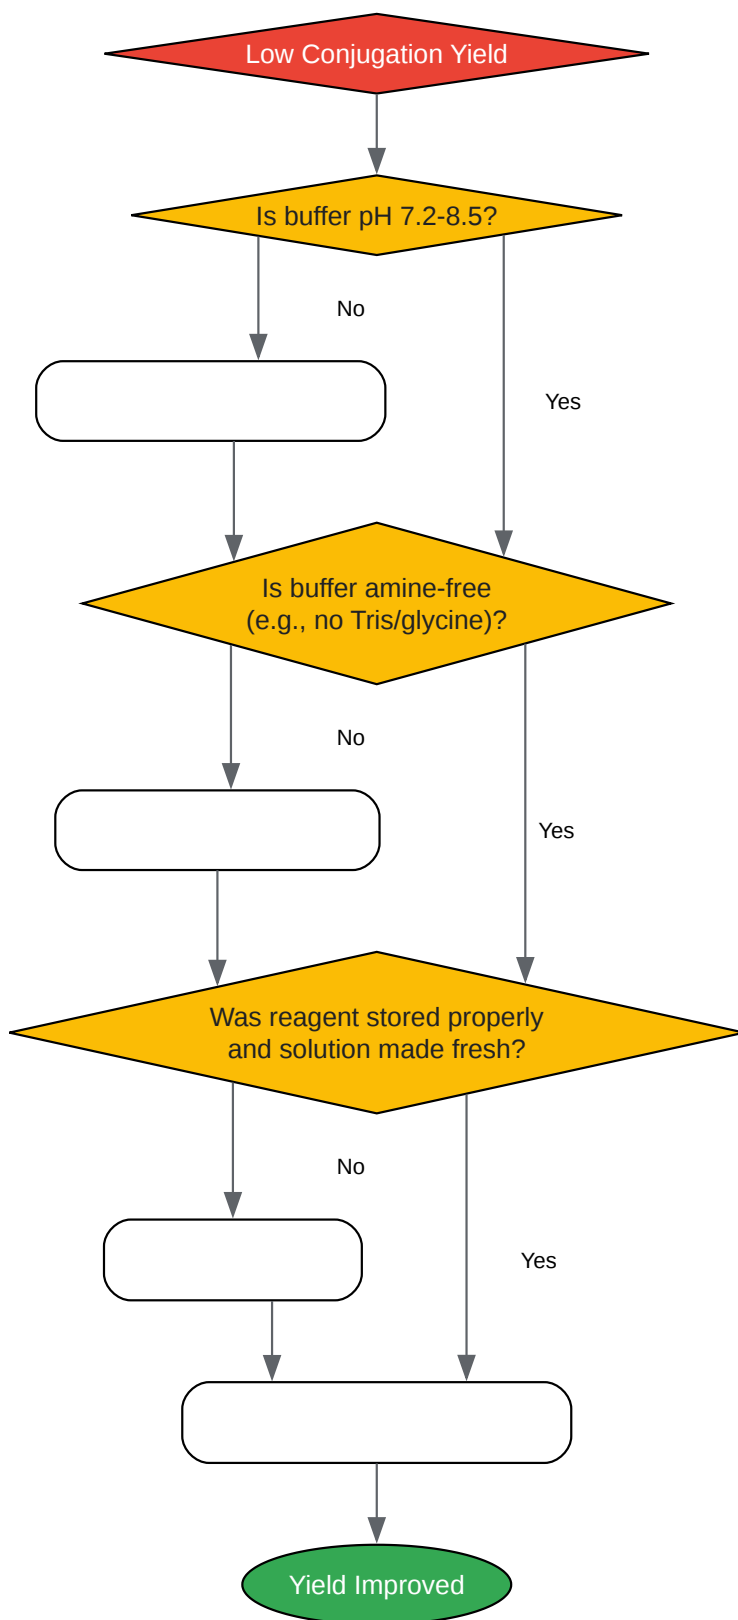 Low Conjugation Yield
Is buffer pH 7.2-8.5?
No
Yes
Is buffer amine-free
(e.g., no Tris/glycine)?
No
Yes
Was reagent stored properly
and solution made fresh?
No
Yes
Yield Improved